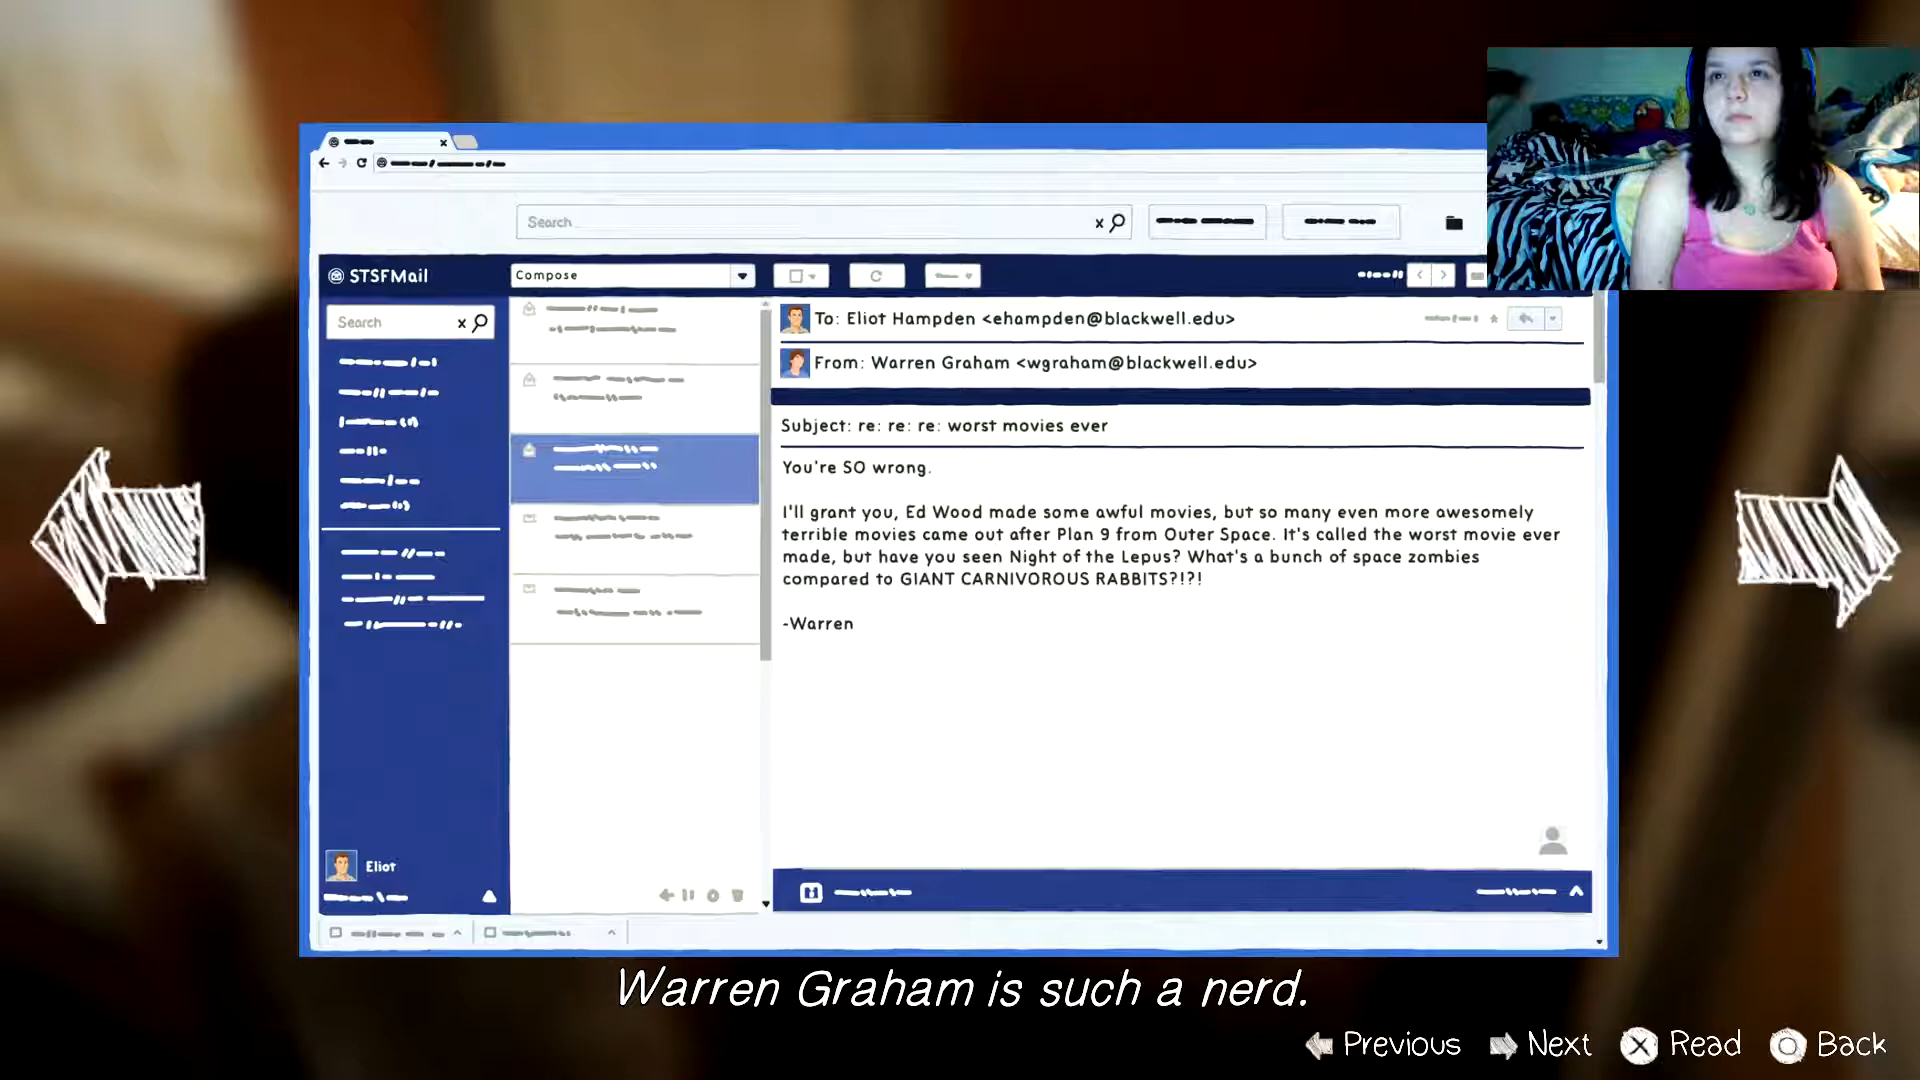 Search
STSFMail
Compose
Search
To: Eliot Hampden <ehampden@blackwell.edu>
From: Warren Graham <wgraham@blackwell.edu>
Subject: re: re: re: worst movies ever
You're SO wrong.
I'll grant you, Ed Wood made some awful movies, but so many even more awesomely
terrible movies came out after Plan 9 from Outer Space. It's called the worst movie ever
made, but have you seen Night of the Lepus? What's a bunch of space zombies
compared to GIANT CARNIVOROUS RABBITS?!?!
-Warren
Eliot
Warren Graham is such a nerd.
Previous Next Read Back